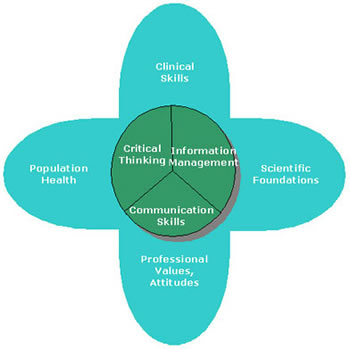 Clinical
Skills
Critical
Thinking
Information
Management
Population
Health
Scientific
Foundations
Communication
Skills
Professional
Values,
Attitudes